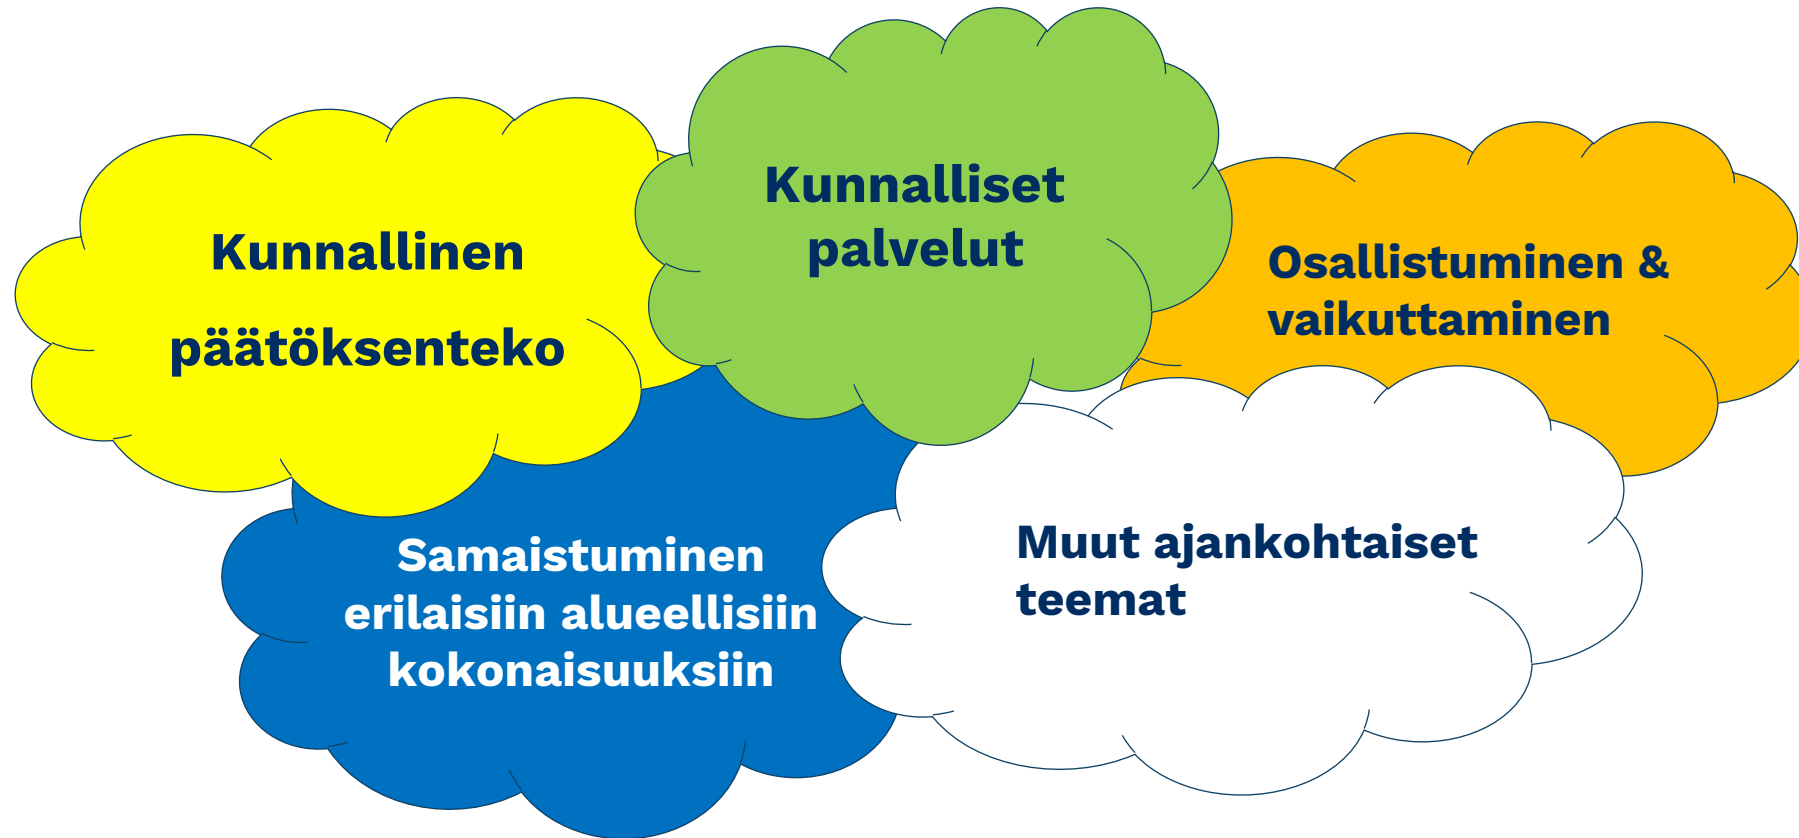 Kunnallinen
päätöksenteko
Kunnalliset
palvelut
Osallistuminen &
vaikuttaminen
Samaistuminen
erilaisiin alueellisiin
kokonaisuuksiin
Muut ajankohtaiset
teemat